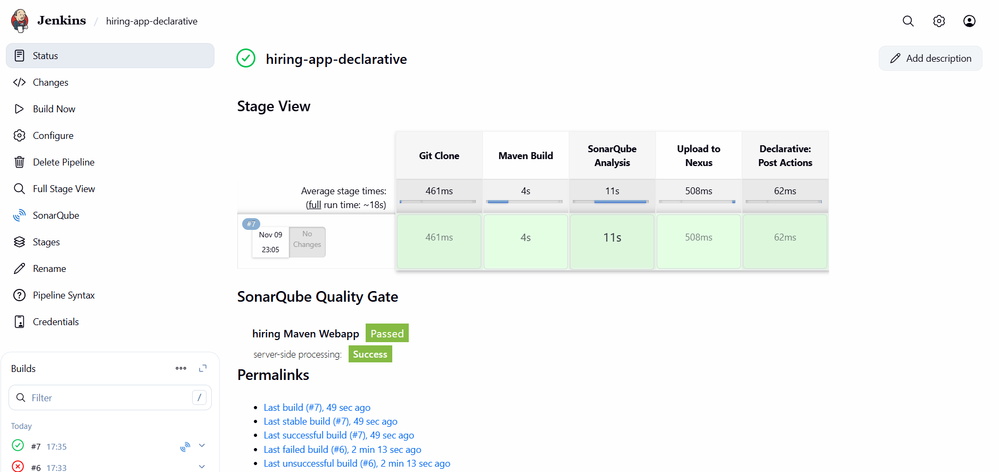 Jenkins / hiring-app-declarative
Status
Changes
Build Now
Configure
Delete Pipeline
Full Stage View
SonarQube
Stages
Rename
Pipeline Syntax
Credentials
Builds
Filter /
Today
#7 17:35
#6 17:33
hiring-app-declarative
Add description
Stage View
Git Clone
Maven Build
SonarQube
Analysis
Upload to
Nexus
Declarative:
Post Actions
Average stage times:
(full run time: ~18s)
461ms
4s
11s
508ms
62ms
#7
Nov 09
23:05
No
Changes
461ms
4s
11s
508ms
62ms
SonarQube Quality Gate
hiring Maven Webapp Passed
server-side processing: Success
Permalinks
Last build (#7), 49 sec ago
Last stable build (#7), 49 sec ago
Last successful build (#7), 49 sec ago
Last failed build (#6), 2 min 13 sec ago
Last unsuccessful build (#6), 2 min 13 sec ago